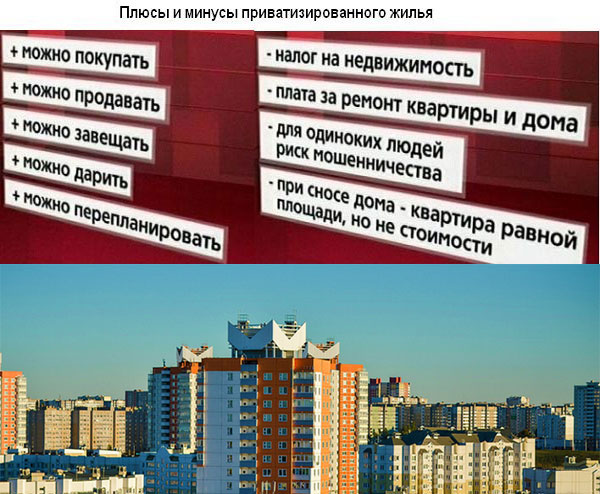 Плюсы и минусы приватизированного жилья
+ можно покупать
+ можно продавать
+ можно завещать
+ можно дарить
+ можно перепланировать
- налог на недвижимость
- плата за ремонт квартиры и дома
- для одиноких людей
риск мошенничества
- при сносе дома - квартира равной
площади, но не стоимости